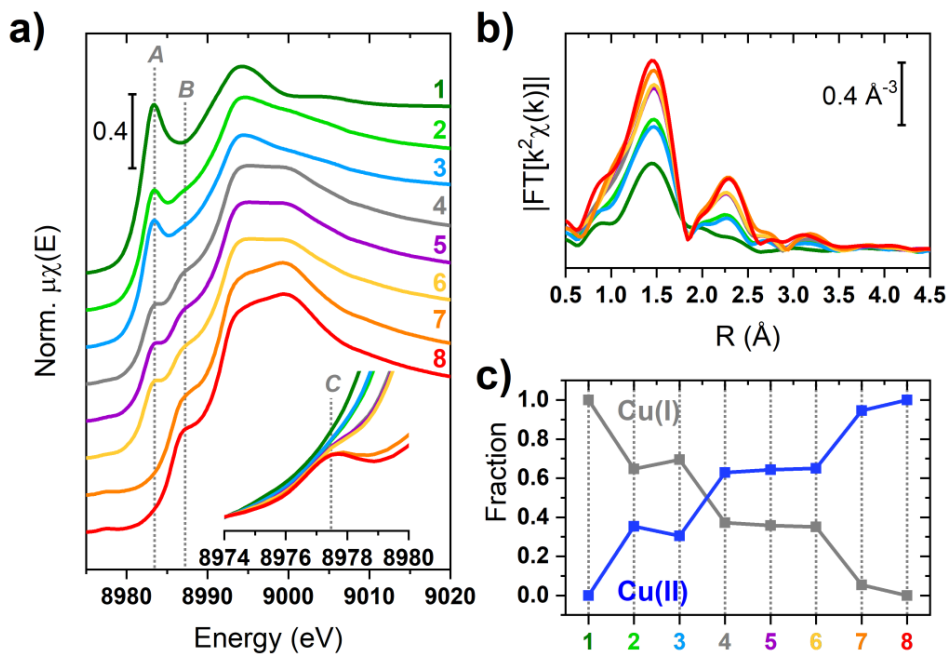 a)
A
B
0.4
1
2
3
4
5
6
7
8
C
8974 8976 8978 8980
8980 8990 9000 9010 9020
Norm. μχ(E)
Energy (eV)
b)
0.4 Å-3
|FT[k2χ(k)]|
0.5 1.0 1.5 2.0 2.5 3.0 3.5 4.0 4.5
R (Å)
c)
1.0
0.8
0.6
0.4
0.2
0.0
Fraction
Cu(I)
Cu(II)
1 2 3 4 5 6 7 8